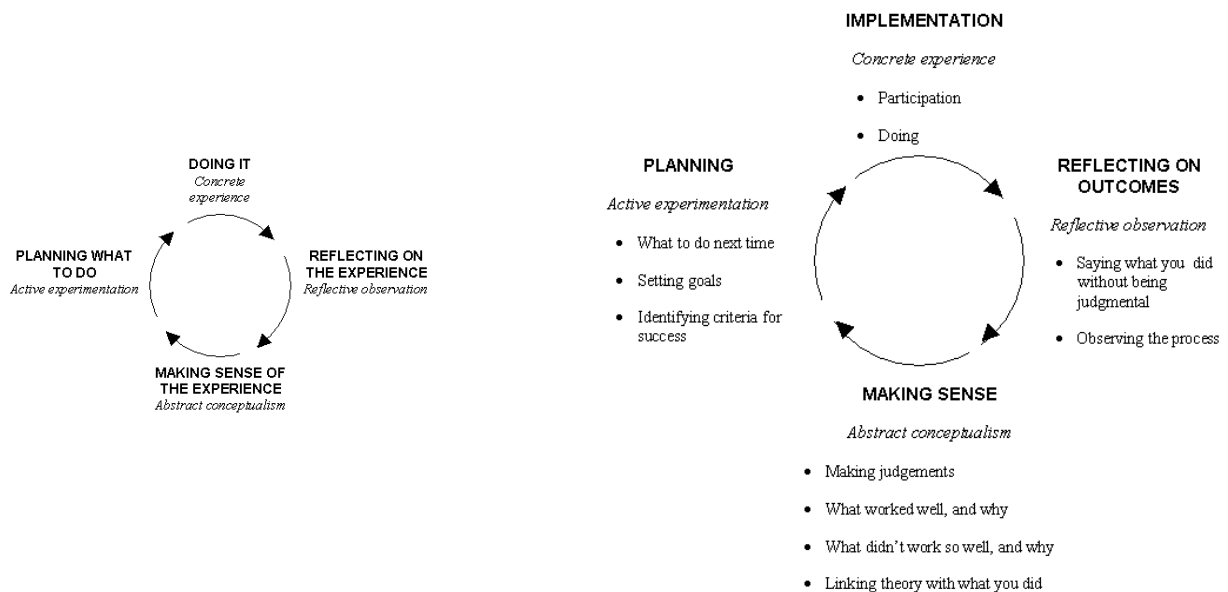 DOING IT
Concrete
experience
PLANNING WHAT
TO DO
Active experimentation
REFLECTING ON
THE EXPERIENCE
Reflective observation
MAKING SENSE OF
THE EXPERIENCE
Abstract conceptualism
IMPLEMENTATION
Concrete experience
• Participation
• Doing
PLANNING
Active experimentation
• What to do next time
• Setting goals
• Identifying criteria for
success
REFLECTING ON
OUTCOMES
Reflective observation
• Saying what you did
without being
judgmental
• Observing the process
MAKING SENSE
Abstract conceptualism
• Making judgements
• What worked well, and why
• What didn't work so well, and why
• Linking theory with what you did